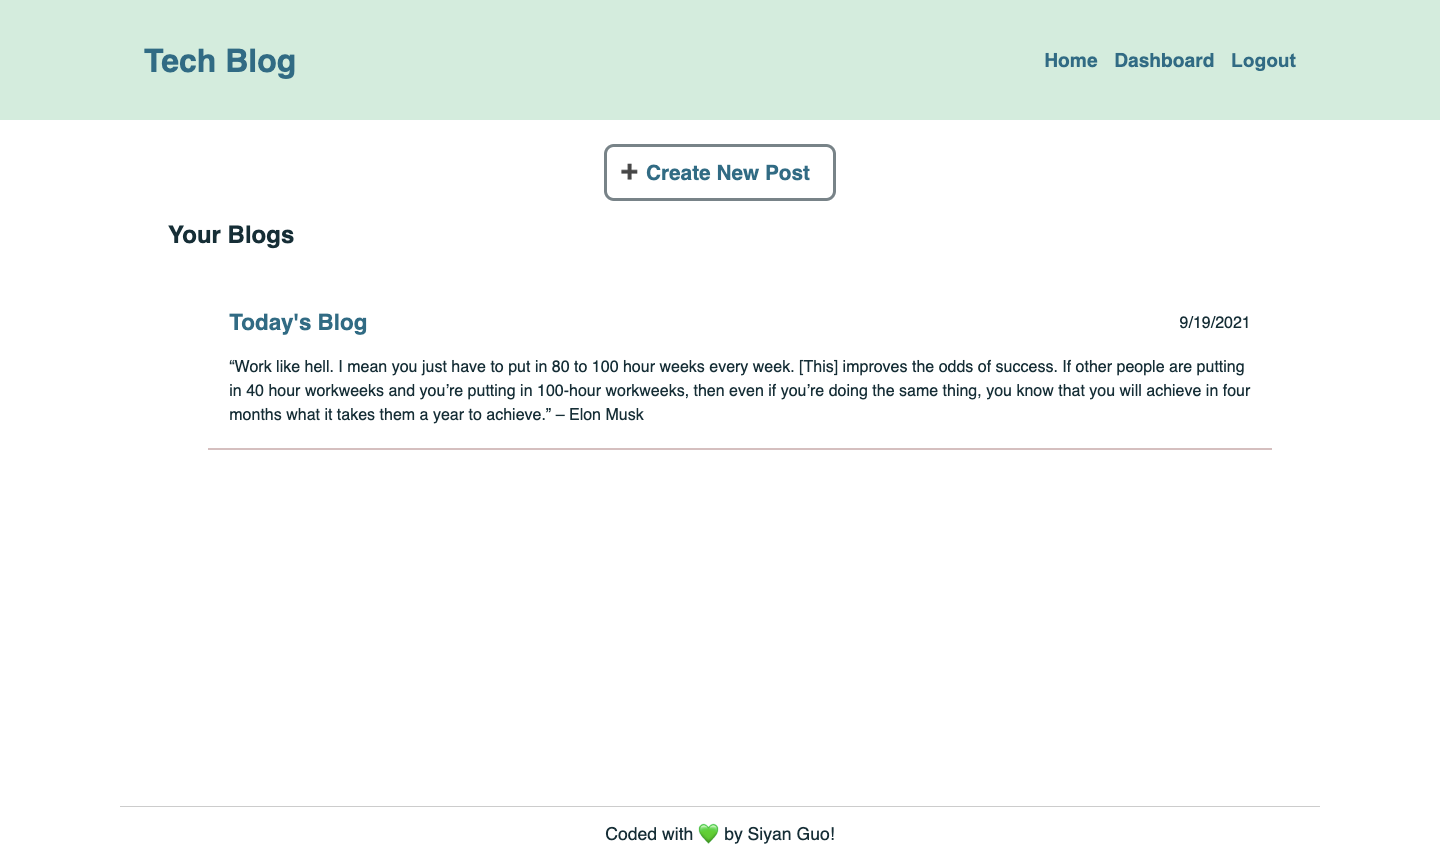 Tech Blog
Home Dashboard Logout
➕ Create New Post
Your Blogs
Today's Blog 9/19/2021
“Work like hell. I mean you just have to put in 80 to 100 hour weeks every week. [This] improves the odds of success. If other people are putting
in 40 hour workweeks and you’re putting in 100-hour workweeks, then even if you’re doing the same thing, you know that you will achieve in four
months what it takes them a year to achieve.” – Elon Musk
Coded with 💚 by Siyan Guo!